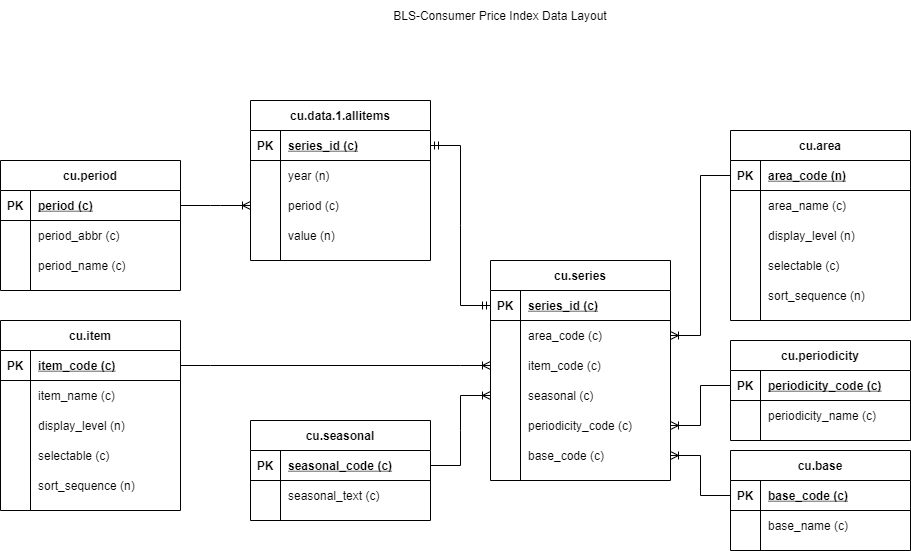 BLS-Consumer Price Index Data Layout
cu.data.1.allitems
PK series_id (c)
year (n)
period (c)
value (n)
cu.period
PK period (c)
period_abbr (c)
period_name (c)
cu.area
PK area_code (n)
area_name (c)
display_level (n)
selectable (c)
sort_sequence (n)
cu.series
PK series_id (c)
area_code (c)
item_code (c)
seasonal (c)
periodicity_code (c)
base_code (c)
cu.item
PK item_code (c)
item_name (c)
display_level (n)
selectable (c)
sort_sequence (n)
cu.seasonal
PK seasonal_code (c)
seasonal_text (c)
cu.periodicity
PK periodicity_code (c)
periodicity_name (c)
cu.base
PK base_code (c)
base_name (c)